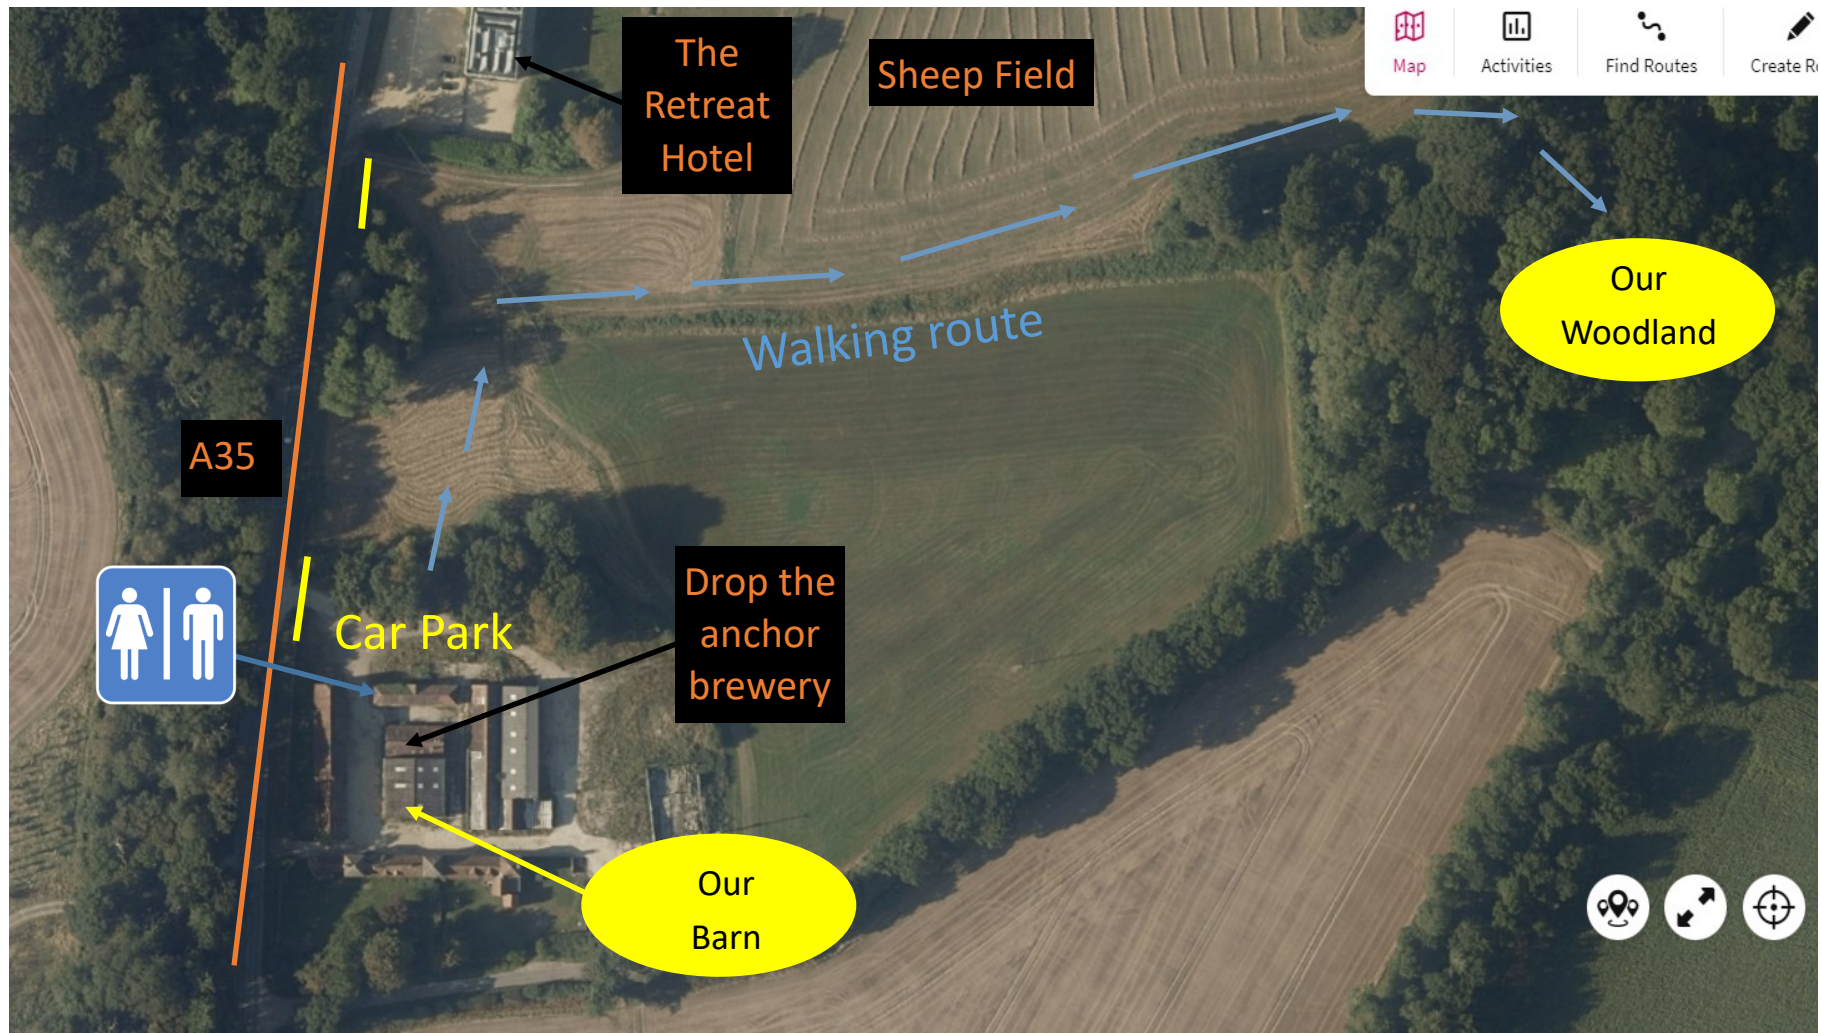 The
Retreat
Hotel
Sheep Field
Map
Activities
Find Routes
Create R
Walking route
Our
Woodland
A35
Car Park
Drop the
anchor
brewery
Our
Barn